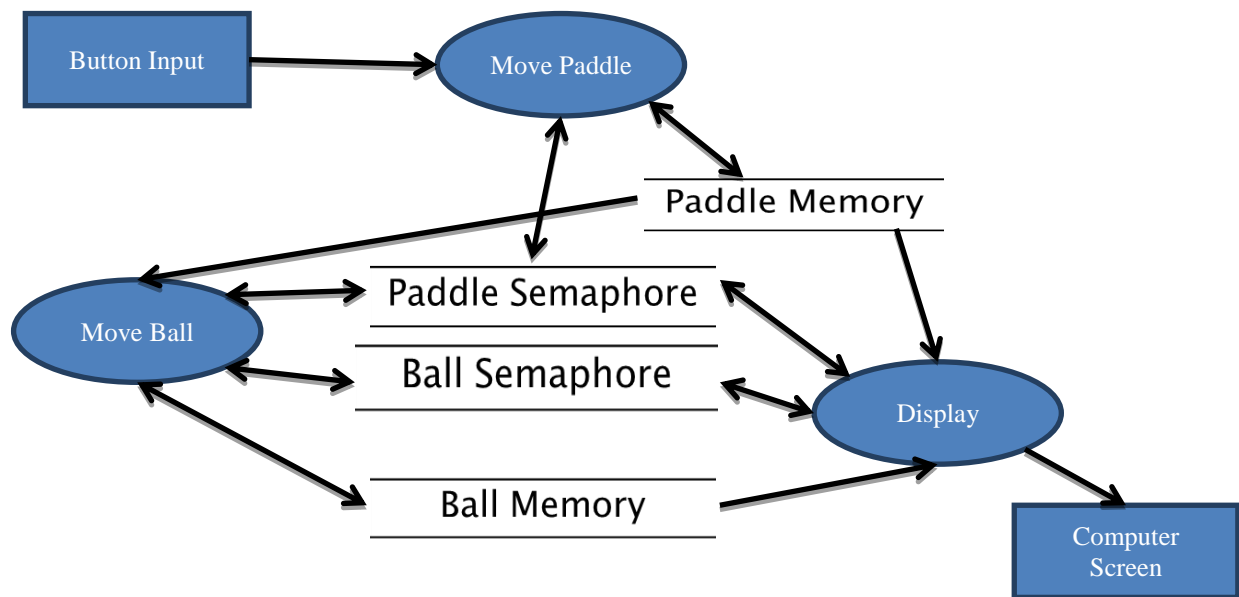 Button Input
Move Paddle
Paddle Memory
Paddle Semaphore
Move Ball
Ball Semaphore
Display
Ball Memory
Computer
Screen